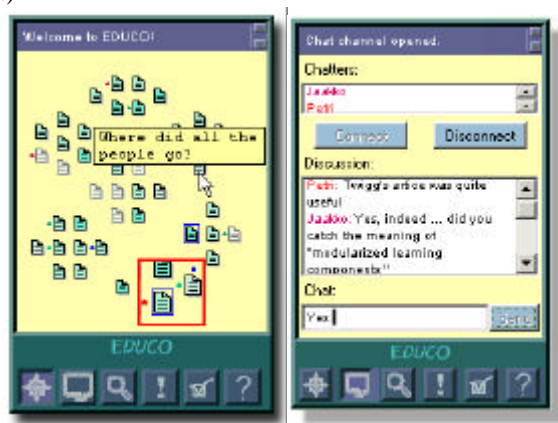 Welcome to EDUCO!
Where did all the
people go?
EDUCO
?
Chat channel opened.
Chatters:
Jaakko
Petri
Connect
Disconnect
Discussion:
Petri: Twigg's artice was quite
useful
Jaakko: Yes, indeed ... did you
catch the meaning of
"modularized learning
components"
Chat:
Yes
Send
EDUCO
?